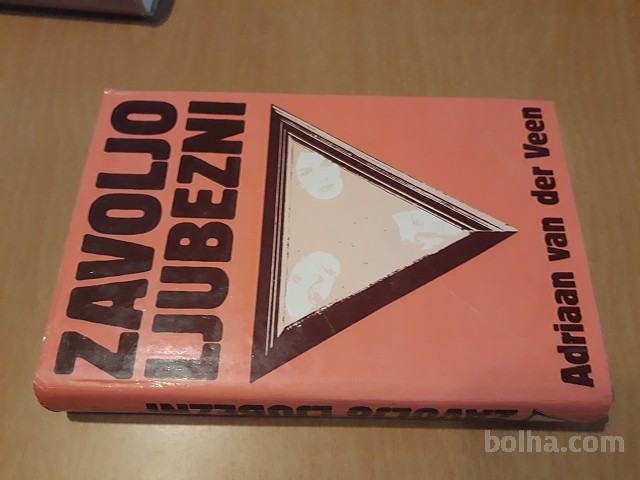 ZAVOLJO
LJUBEZNI
Adriaan van der Veen
ZAVOLJO LJUBEZNI
bolha.com